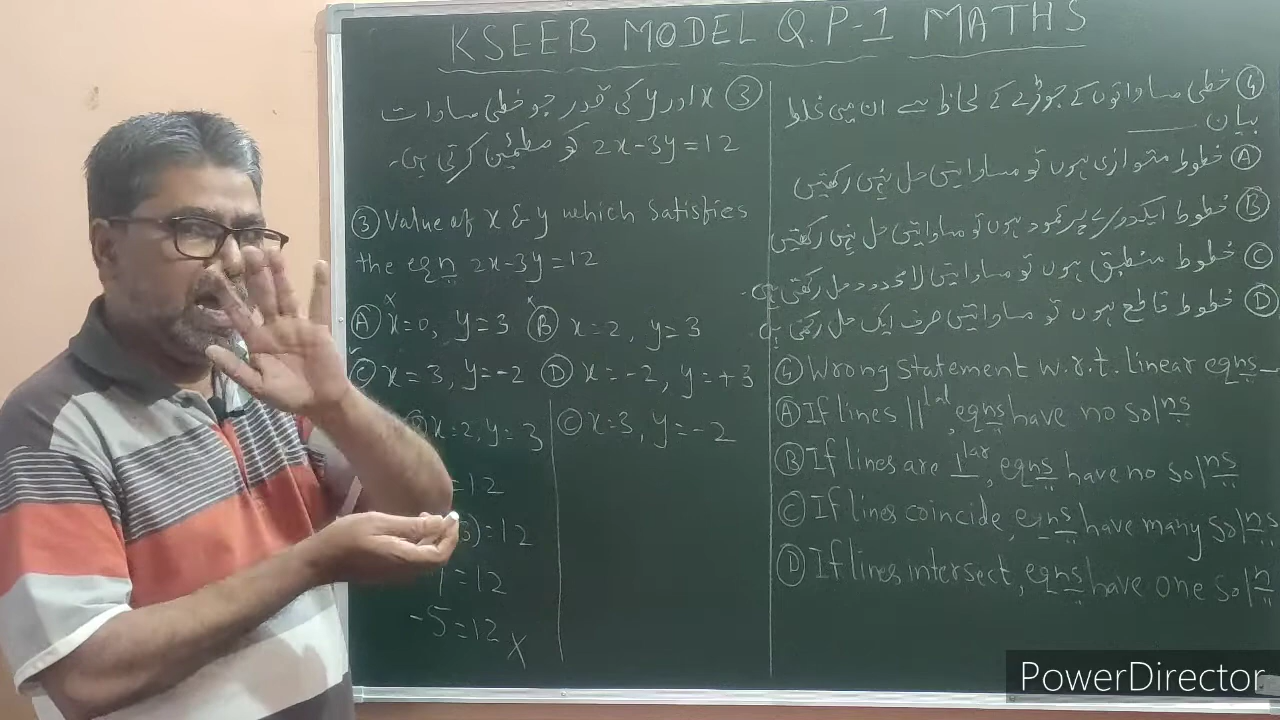 KSEEB MODEL Q.P-1 MATHS
③ x اور y کی قدر جو خطی مساوات
2x-3y=12 کو مطمئین کرتی ہی۔
③ Value of x & y which satisfies
the eqn 2x-3y=12
Ⓐ x=0, y=3 Ⓑ x=2, y=3
Ⓒ x=3, y=-2 Ⓓ x=-2, y=+3
x=2, y=3
=12
)=12
=12
-5=12 x
Ⓒ x=3, y=-2
④ خطی مساواتوں کے جوڑے کے لحاظ سے ان میں غلط
بیان ____
Ⓐ خطوط متوازی ہوں تو مساواتیں حل نہیں رکھتیں
Ⓑ خطوط ایکدوسرے پر عمود ہوں تو مساواتیں حل نہیں رکھتیں
Ⓒ خطوط منطبق ہوں تو مساواتیں لامحدود حل رکھتی ہیں۔
Ⓓ خطوط قاطع ہوں تو مساواتیں صرف ایک حل رکھتی ہیں
④ Wrong statement w.r.t. linear eqns_
Ⓐ If lines ||lal, eqns have no solns
Ⓑ If lines are ⊥lar, eqns have no solns
Ⓒ If lines coincide, eqns have many solns
Ⓓ If lines intersect, eqns have one soln
PowerDirector